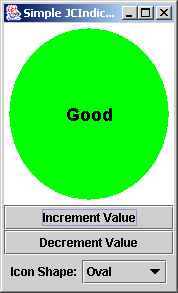 Simple JCIndic...
Good
Increment Value
Decrement Value
Icon Shape: Oval